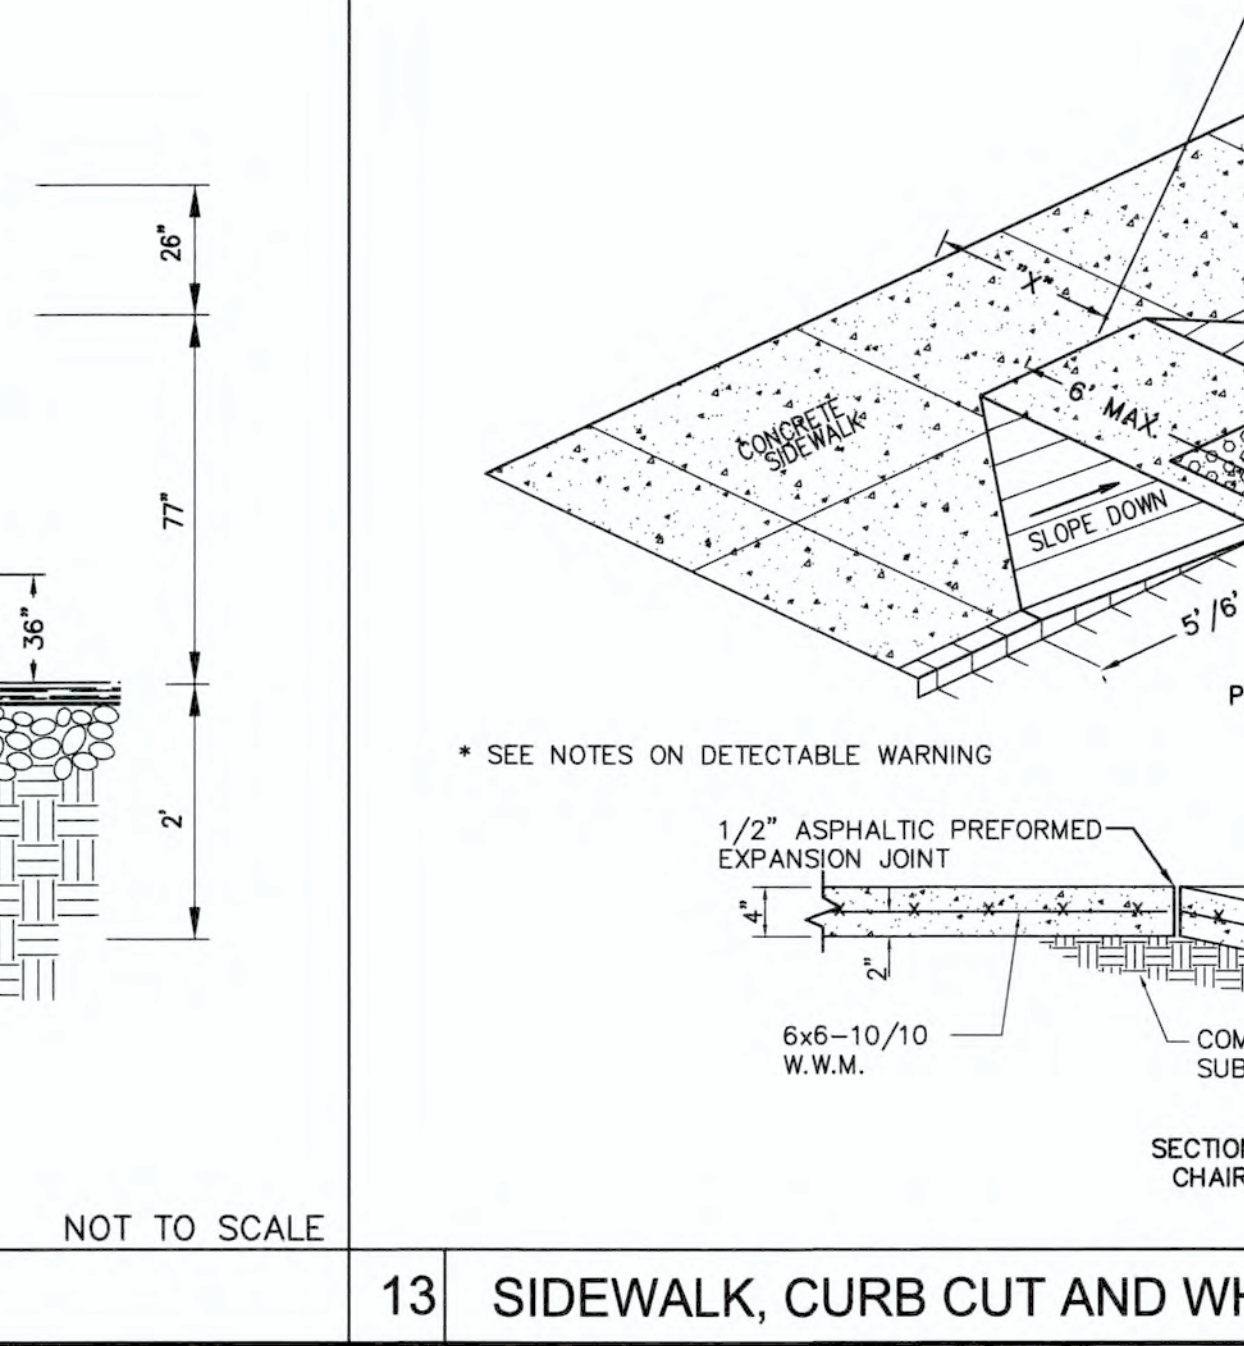 26"
77"
36"
2'
NOT TO SCALE
"X"
6' MAX.
CONCRETE
SIDEWALK
SLOPE DOWN
5'/6'
P
* SEE NOTES ON DETECTABLE WARNING
1/2" ASPHALTIC PREFORMED
EXPANSION JOINT
4"
2"
6x6-10/10
W.W.M.
COM
SUB
SECTION
CHAIR
13 SIDEWALK, CURB CUT AND WH